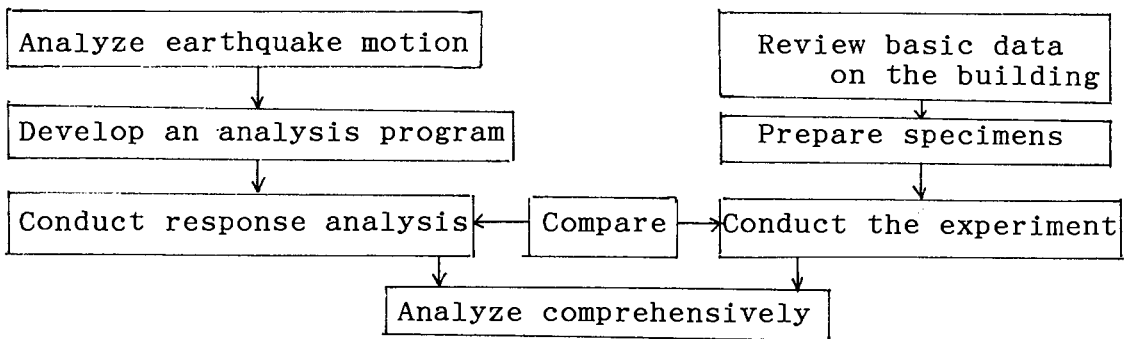 Analyze earthquake motion
Review basic data
on the building
Develop an analysis program
Prepare specimens
Conduct response analysis
Compare
Conduct the experiment
Analyze comprehensively